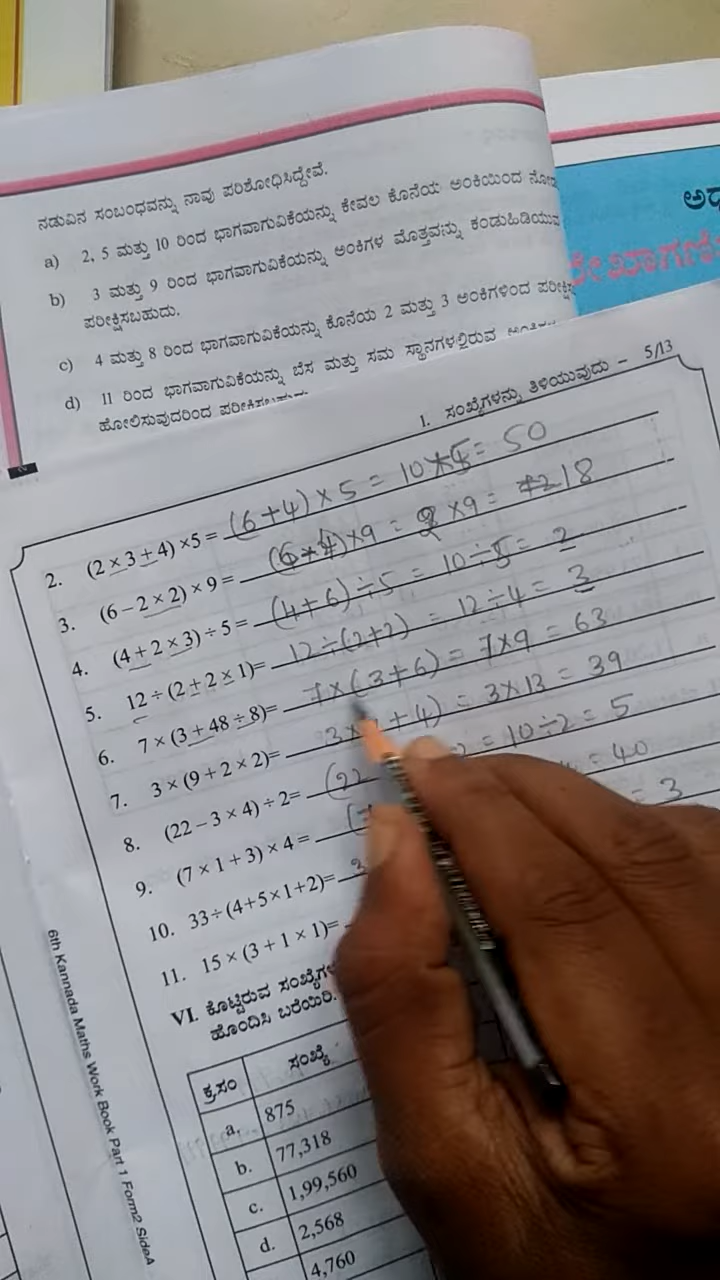 ನಡುವಿನ ಸಂಬಂಧವನ್ನು ನಾವು ಪರಿಶೋಧಿಸಿದ್ದೇವೆ.
a) 2, 5 ಮತ್ತು 10 ರಿಂದ ಭಾಗವಾಗುವಿಕೆಯನ್ನು ಕೇವಲ ಕೊನೆಯ ಅಂಕಿಯಿಂದ
b) 3 ಮತ್ತು 9 ರಿಂದ ಭಾಗವಾಗುವಿಕೆಯನ್ನು ಅಂಕಿಗಳ ಮೊತ್ತವನ್ನು ಕಂಡುಹಿಡಿಯುವ
ಪರೀಕ್ಷಿಸಬಹುದು.
c) 4 ಮತ್ತು 8 ರಿಂದ ಭಾಗವಾಗುವಿಕೆಯನ್ನು ಕೊನೆಯ 2 ಮತ್ತು 3 ಅಂಕಿಗಳಿಂದ
d) 11 ರಿಂದ ಭಾಗವಾಗುವಿಕೆಯನ್ನು ಬೆಸ ಮತ್ತು ಸಮ ಸ್ಥಾನಗಳಲ್ಲಿರುವ
ಹೋಲಿಸುವುದರಿಂದ
1. ಸಂಖ್ಯೆಗಳನ್ನು ತಿಳಿಯುವುದು – 5/13
2. (2 × 3 + 4) ×5 = (6+4) × 5 = 10 × 5 = 50
3. (6 – 2 × 2) × 9 = (6-4) ×9 = 2 ×9 = 18
4. (4 + 2 × 3) ÷ 5 = (4+6) ÷5 = 10÷5 = 2
5. 12 ÷ (2 + 2 × 1)= 12÷(2+2) = 12÷4 = 3
6. 7 × (3 + 48 ÷ 8)= 7×(3+6) = 7×9 = 63
7. 3 × (9 + 2 × 2)= 3× +4) = 3×13 = 39
8. (22 – 3 × 4) ÷ 2= (22 = 10÷2 = 5
9. (7 × 1 + 3) × 4 = = 40
10. 33÷(4+5×1+2)= 3 = 3
11. 15 × (3 + 1 × 1)=
VI. ಕೊಟ್ಟಿರುವ
ಹೊಂದಿಸಿ ಬರೆಯಿರಿ.
ಕ್ರ.ಸಂ ಸಂಖ್ಯೆ
a. 875
b. 77,318
c. 1,99,560
d. 2,568
4,760
6th Kannada Maths Work Book Part 1 Form2 SideA